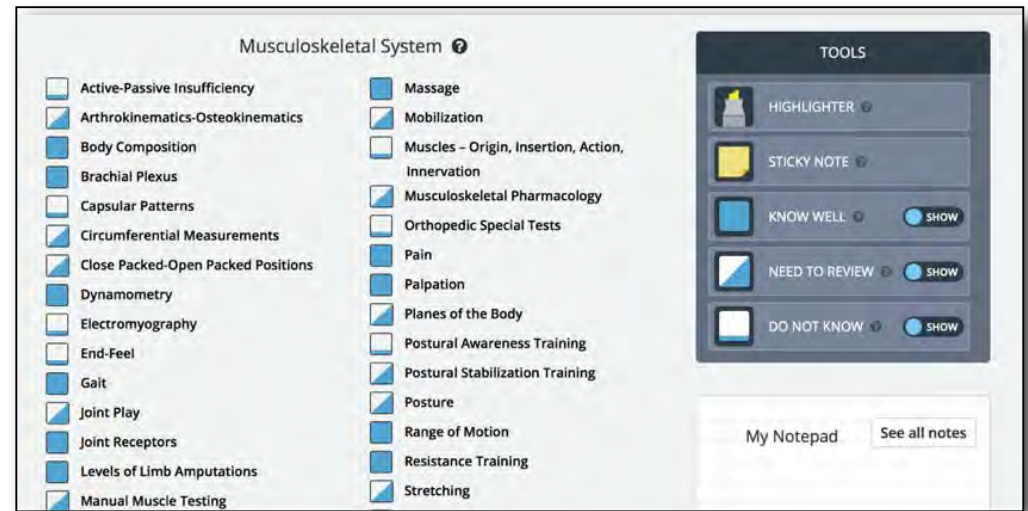 Musculoskeletal System
Active-Passive Insufficiency
Arthrokinematics-Osteokinematics
Body Composition
Brachial Plexus
Capsular Patterns
Circumferential Measurements
Close Packed-Open Packed Positions
Dynamometry
Electromyography
End-Feel
Gait
Joint Play
Joint Receptors
Levels of Limb Amputations
Manual Muscle Testing
Massage
Mobilization
Muscles – Origin, Insertion, Action,
Innervation
Musculoskeletal Pharmacology
Orthopedic Special Tests
Pain
Palpation
Planes of the Body
Postural Awareness Training
Postural Stabilization Training
Posture
Range of Motion
Resistance Training
Stretching
TOOLS
HIGHLIGHTER
STICKY NOTE
KNOW WELL SHOW
NEED TO REVIEW SHOW
DO NOT KNOW SHOW
My Notepad See all notes